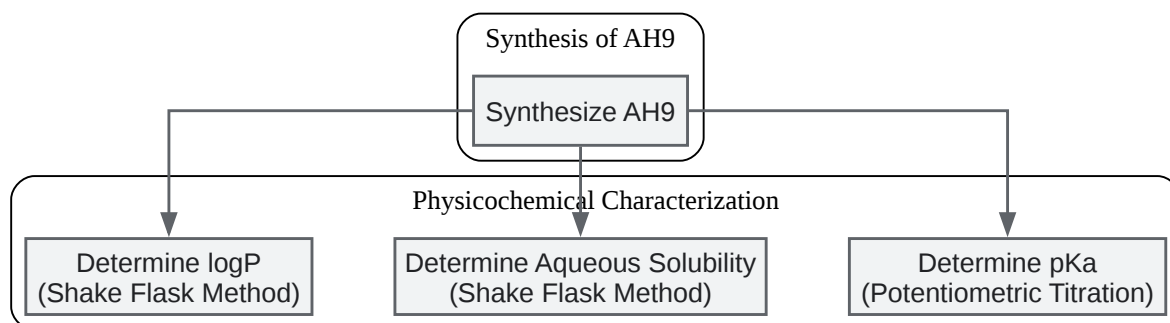 Synthesis of AH9
Synthesize AH9
Physicochemical Characterization
Determine logP
(Shake Flask Method)
Determine Aqueous Solubility
(Shake Flask Method)
Determine pKa
(Potentiometric Titration)